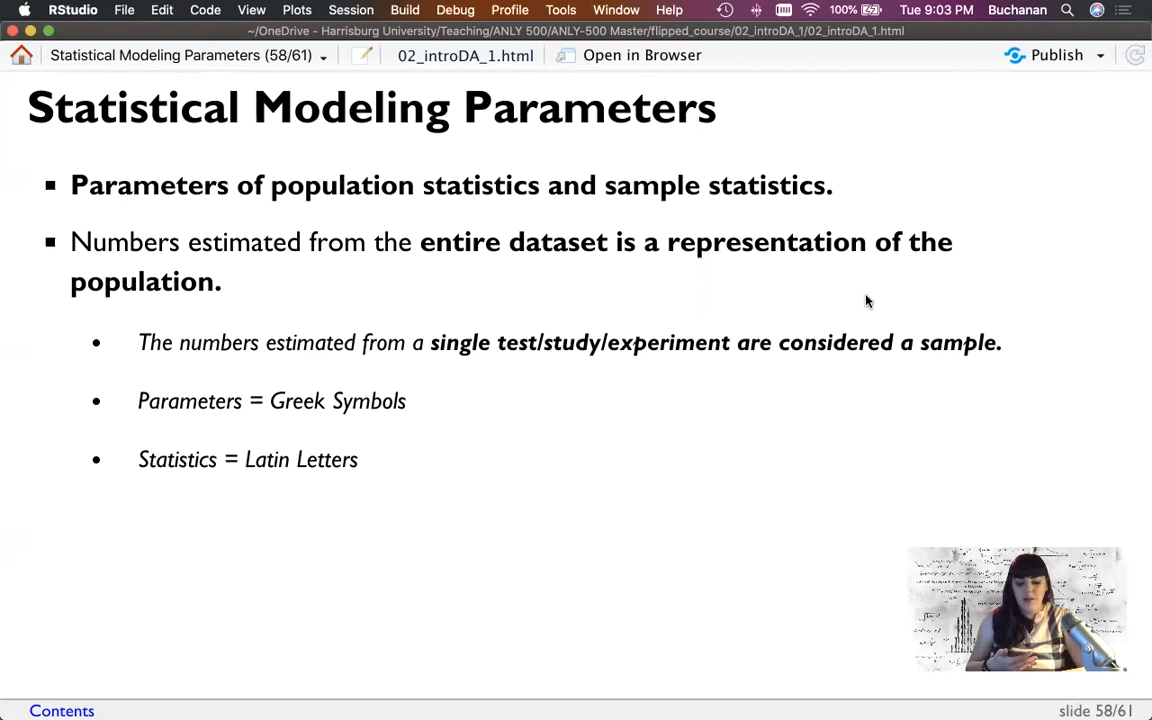 RStudio File Edit Code View Plots Session Build Debug Profile Tools Window Help 100% Tue 9:03 PM Buchanan
~/OneDrive - Harrisburg University/Teaching/ANLY 500/ANLY-500 Master/flipped_course/02_introDA_1/02_introDA_1.html
Statistical Modeling Parameters (58/61) 02_introDA_1.html Open in Browser Publish
Statistical Modeling Parameters
Parameters of population statistics and sample statistics.
Numbers estimated from the entire dataset is a representation of the
population.
The numbers estimated from a single test/study/experiment are considered a sample.
Parameters = Greek Symbols
Statistics = Latin Letters
Contents slide 58/61